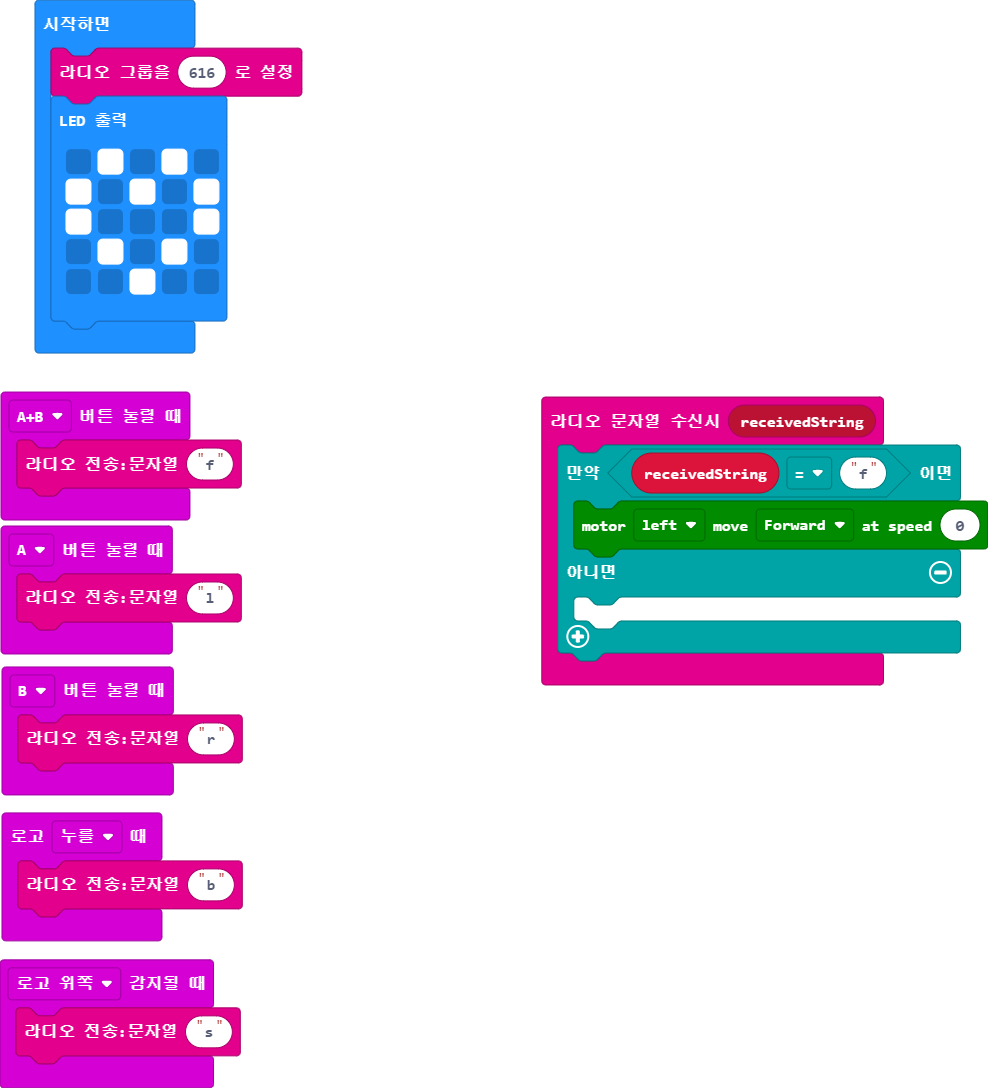 시작하면
라디오 그룹을 616 로 설정
LED 출력
A+B 버튼 눌릴 때
라디오 전송:문자열 "f"
A 버튼 눌릴 때
라디오 전송:문자열 "l"
B 버튼 눌릴 때
라디오 전송:문자열 "r"
로고 누를 때
라디오 전송:문자열 "b"
로고 위쪽 감지될 때
라디오 전송:문자열 "s"
라디오 문자열 수신시 receivedString
만약 receivedString = "f" 이면
motor left move Forward at speed 0
아니면